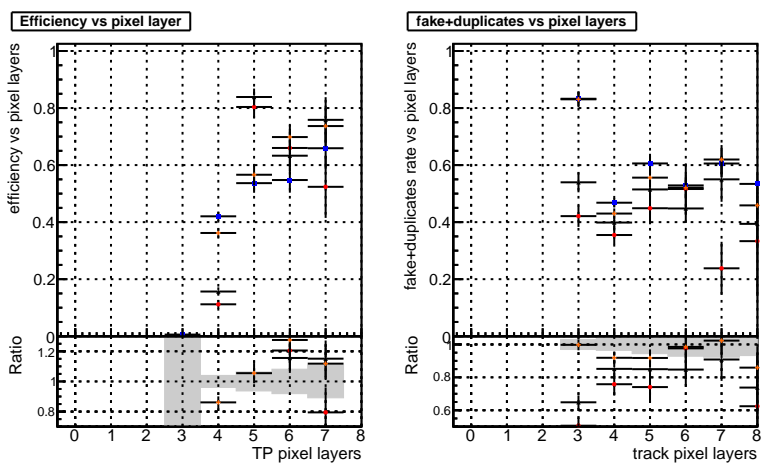 Efficiency vs pixel layer
efficiency vs pixel layers
1
0.8
0.6
0.4
0.2
0
Ratio
1.2
1
0.8
0 1 2 3 4 5 6 7 8
TP pixel layers
fake+duplicates vs pixel layers
fake+duplicates rate vs pixel layers
1
0.8
0.6
0.4
0.2
0
Ratio
0.8
0.6
0 1 2 3 4 5 6 7 8
track pixel layers